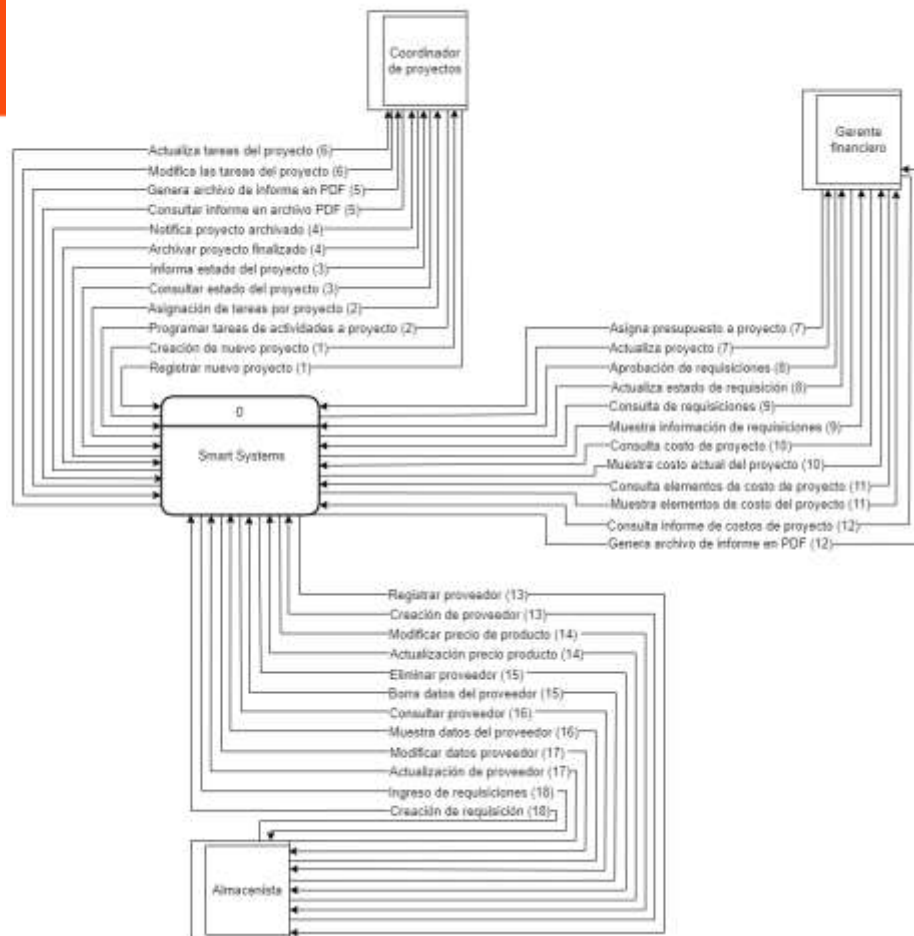 Coordinador
de proyectos
Gerente
financiero
Actualiza tareas del proyecto (6)
Modifica las tareas del proyecto (6)
Genera archivo de informe en PDF (5)
Consultar informe en archivo PDF (5)
Notifica proyecto archivado (4)
Archivar proyecto finalizado (4)
Informa estado del proyecto (3)
Consultar estado del proyecto (3)
Asignación de tareas por proyecto (2)
Programar tareas de actividades a proyecto (2)
Creación de nuevo proyecto (1)
Registrar nuevo proyecto (1)
Asigna presupuesto a proyecto (7)
Actualiza proyecto (7)
Aprobación de requisiciones (8)
Actualiza estado de requisición (8)
Consulta de requisiciones (9)
Muestra información de requisiciones (9)
Consulta costo de proyecto (10)
Muestra costo actual del proyecto (10)
Consulta elementos de costo de proyecto (11)
Muestra elementos de costo del proyecto (11)
Consulta informe de costos de proyecto (12)
Genera archivo de informe en PDF (12)
0
Smart Systems
Registrar proveedor (13)
Creación de proveedor (13)
Modificar precio de producto (14)
Actualización precio producto (14)
Eliminar proveedor (15)
Borra datos del proveedor (15)
Consultar proveedor (16)
Muestra datos del proveedor (16)
Modificar datos proveedor (17)
Actualización de proveedor (17)
Ingreso de requisiciones (18)
Creación de requisición (18)
Almacenista